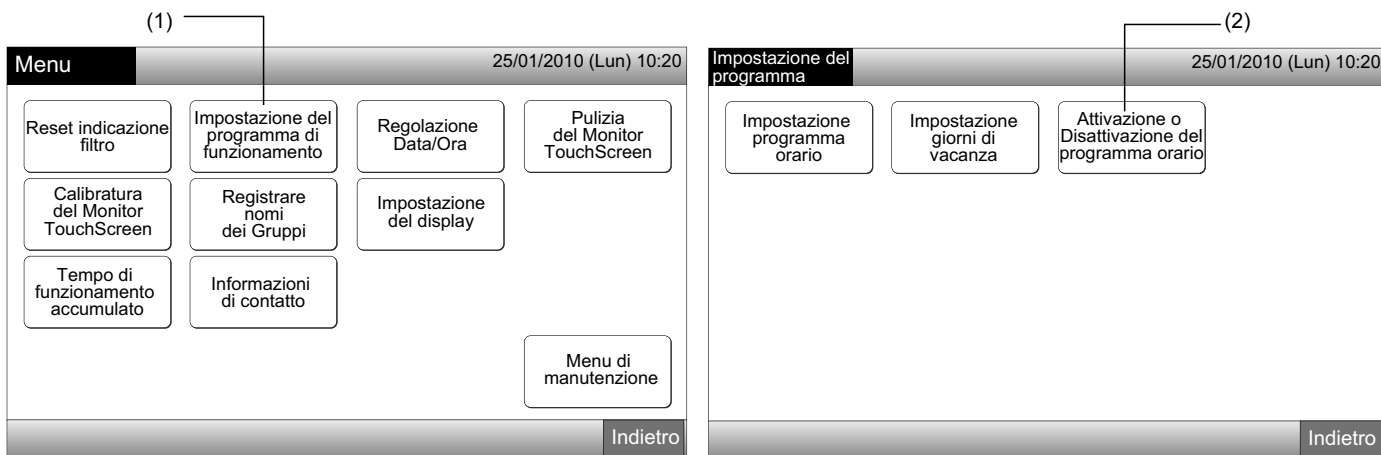 (1)
Menu
25/01/2010 (Lun) 10:20
Reset indicazione
filtro
Impostazione del
programma di
funzionamento
Regolazione
Data/Ora
Pulizia
del Monitor
TouchScreen
Calibratura
del Monitor
TouchScreen
Registrare
nomi
dei Gruppi
Impostazione
del display
Tempo di
funzionamento
accumulato
Informazioni
di contatto
Menu di
manutenzione
Indietro
(2)
Impostazione del
programma
25/01/2010 (Lun) 10:20
Impostazione
programma
orario
Impostazione
giorni di
vacanza
Attivazione o
Disattivazione del
programma orario
Indietro